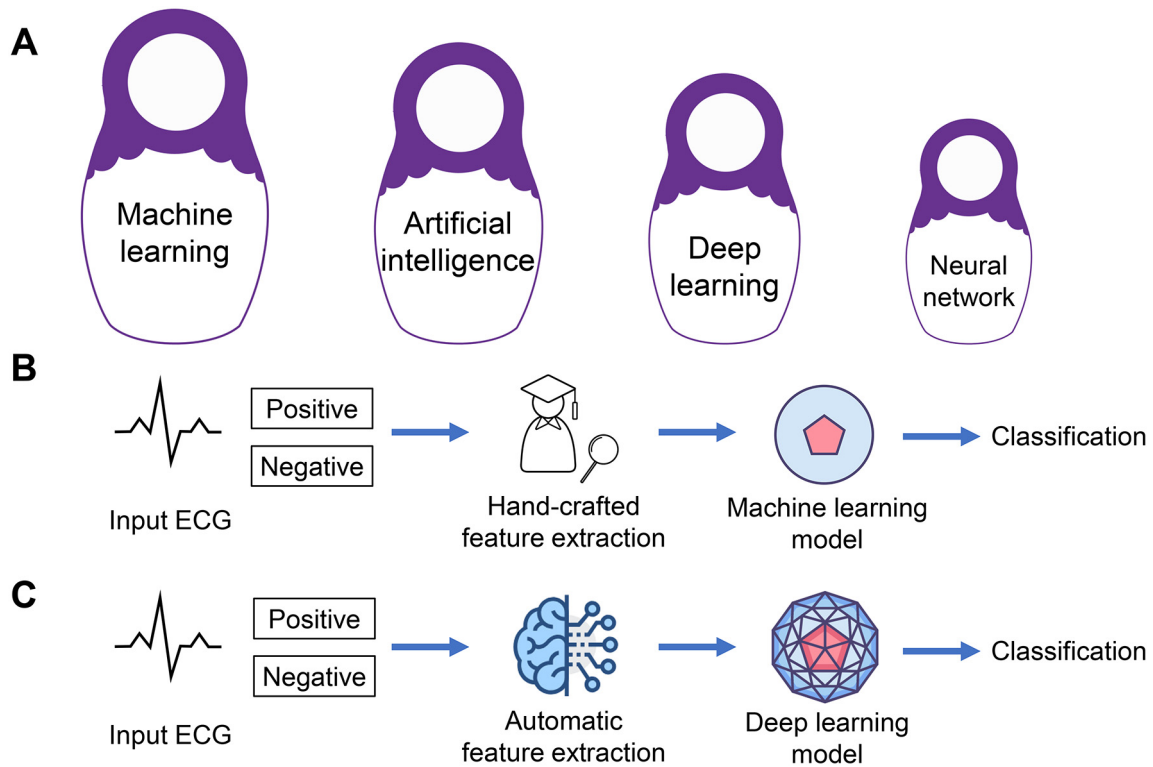 A
Machine
learning
Artificial
intelligence
Deep
learning
Neural
network
B
Positive
Negative
Input ECG
Hand-crafted
feature extraction
Machine learning
model
Classification
C
Positive
Negative
Input ECG
Automatic
feature extraction
Deep learning
model
Classification